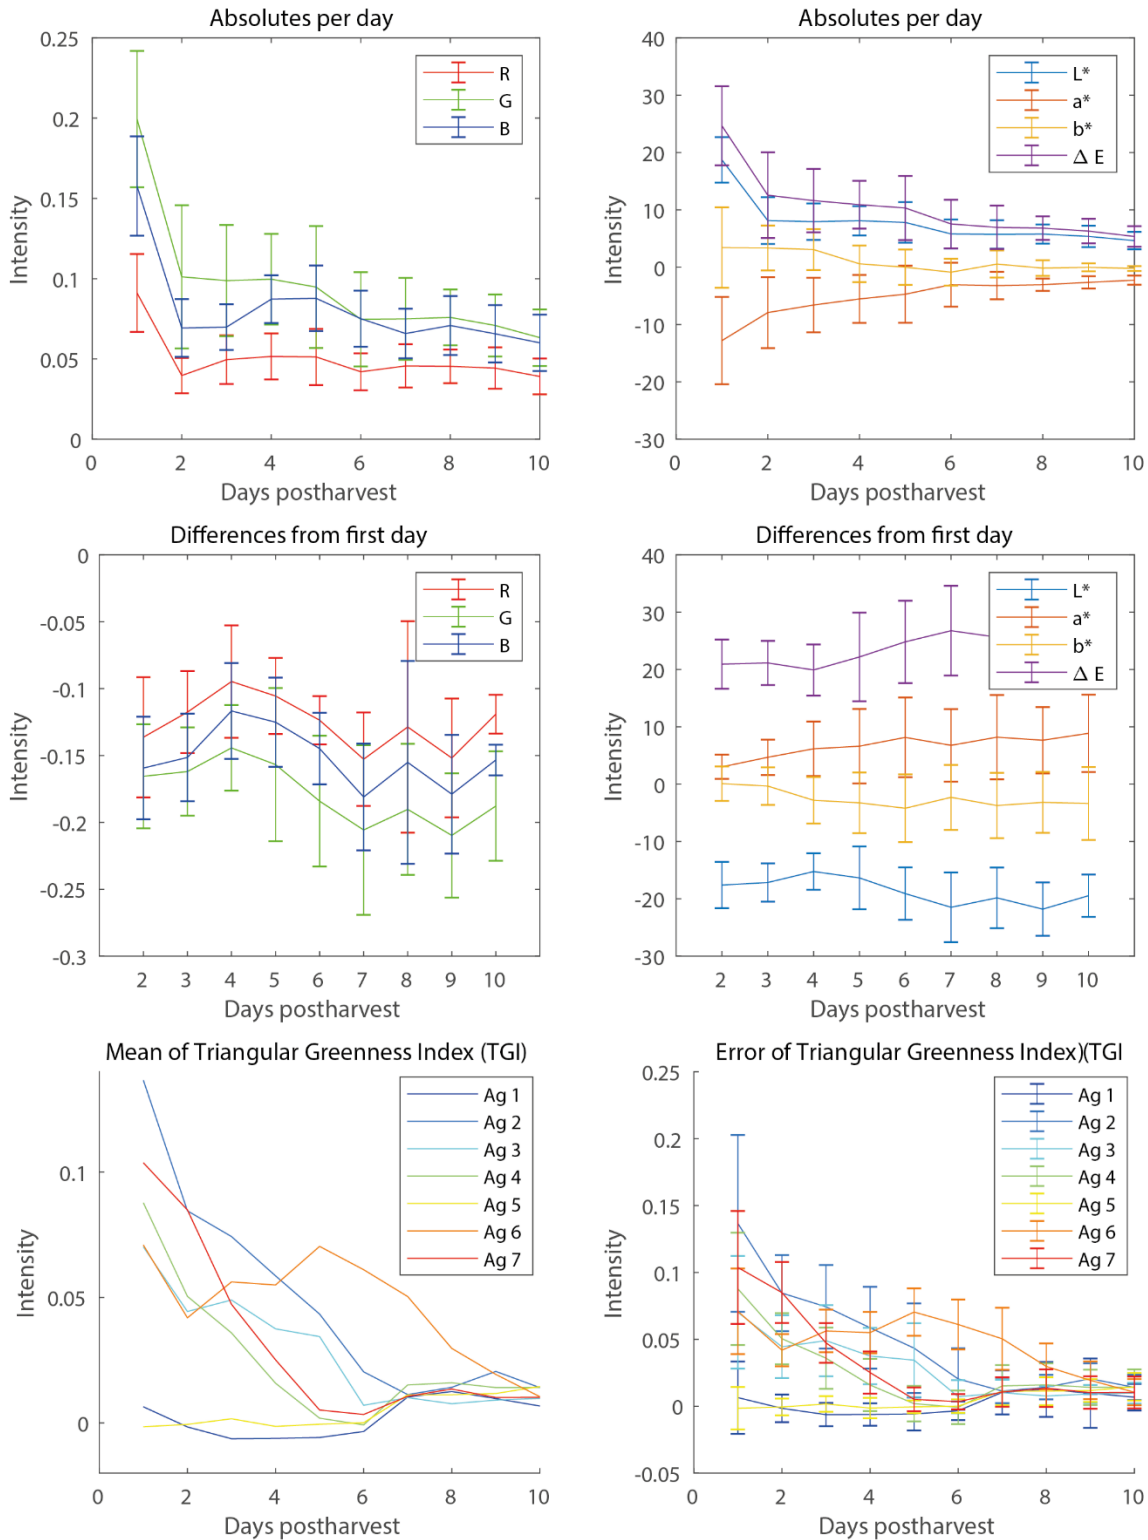 Absolutes per day
0.25
0.2
0.15
0.1
0.05
0
Intensity
R
G
B
0 2 4 6 8 10
Days postharvest
Absolutes per day
40
30
20
10
0
-10
-20
-30
Intensity
L*
a*
b*
Δ E
0 2 4 6 8 10
Days postharvest
Differences from first day
0
-0.05
-0.1
-0.15
-0.2
-0.25
-0.3
Intensity
R
G
B
2 3 4 5 6 7 8 9 10
Days postharvest
Differences from first day
40
30
20
10
0
-10
-20
-30
Intensity
L*
a*
b*
Δ E
2 3 4 5 6 7 8 9 10
Days postharvest
Mean of Triangular Greenness Index (TGI)
0.1
0.05
0
Intensity
Ag 1
Ag 2
Ag 3
Ag 4
Ag 5
Ag 6
Ag 7
0 2 4 6 8 10
Days postharvest
Error of Triangular Greenness Index)(TGI
0.25
0.2
0.15
0.1
0.05
0
-0.05
Intensity
Ag 1
Ag 2
Ag 3
Ag 4
Ag 5
Ag 6
Ag 7
0 2 4 6 8 10
Days postharvest